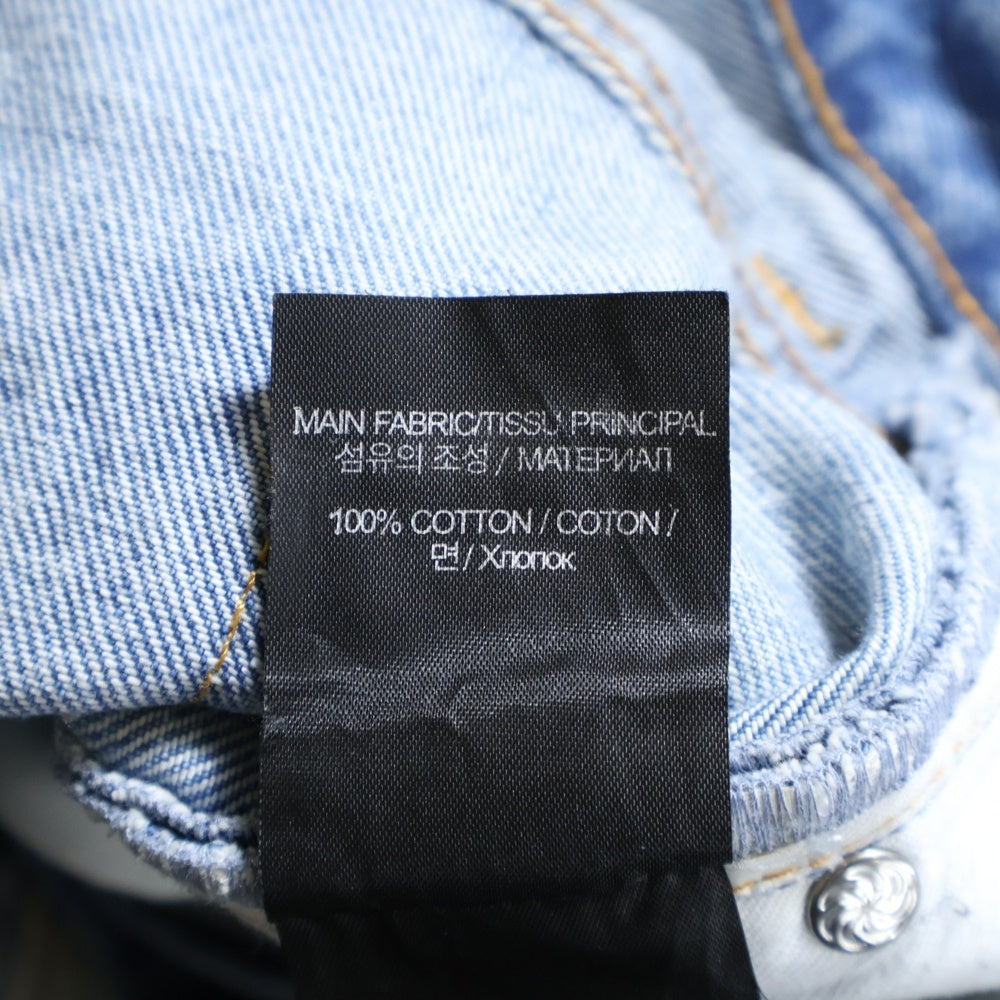 MAIN FABRIC/TISSU PRINCIPAL
섬유의 조성 / МАТЕРИАЛ
100% COTTON / COTON /
면 / Хлопок